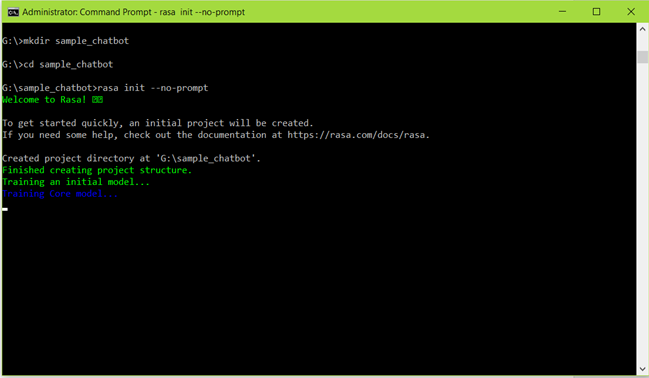 Administrator: Command Prompt - rasa init --no-prompt
G:\>mkdir sample_chatbot
G:\>cd sample_chatbot
G:\sample_chatbot>rasa init --no-prompt
Welcome to Rasa!
To get started quickly, an initial project will be created.
If you need some help, check out the documentation at https://rasa.com/docs/rasa.
Created project directory at 'G:\sample_chatbot'.
Finished creating project structure.
Training an initial model...
Training Core model...